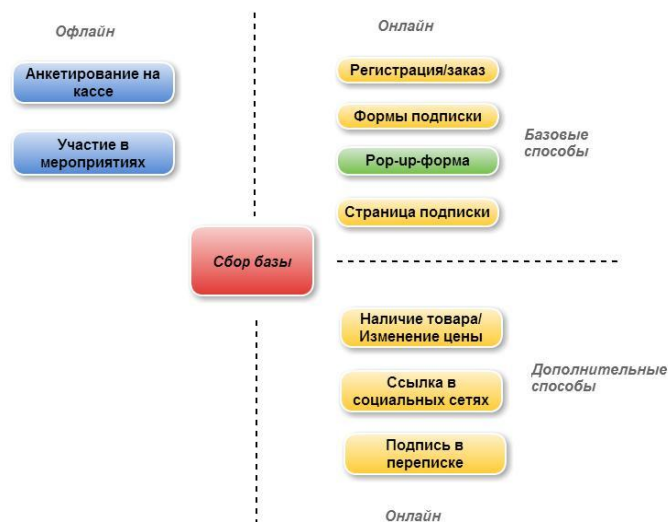 Офлайн
Анкетирование на
кассе
Участие в
мероприятиях
Онлайн
Регистрация/заказ
Формы подписки
Pop-up-форма
Страница подписки
Базовые
способы
Сбор базы
Наличие товара/
Изменение цены
Ссылка в
социальных сетях
Подпись в
переписке
Дополнительные
способы
Онлайн